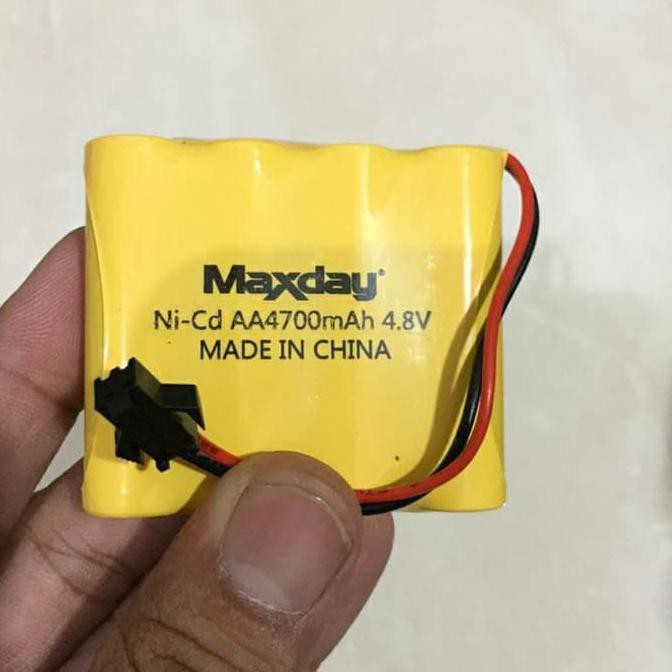 Maxday
Ni-Cd AA4700mAh 4.8V
MADE IN CHINA